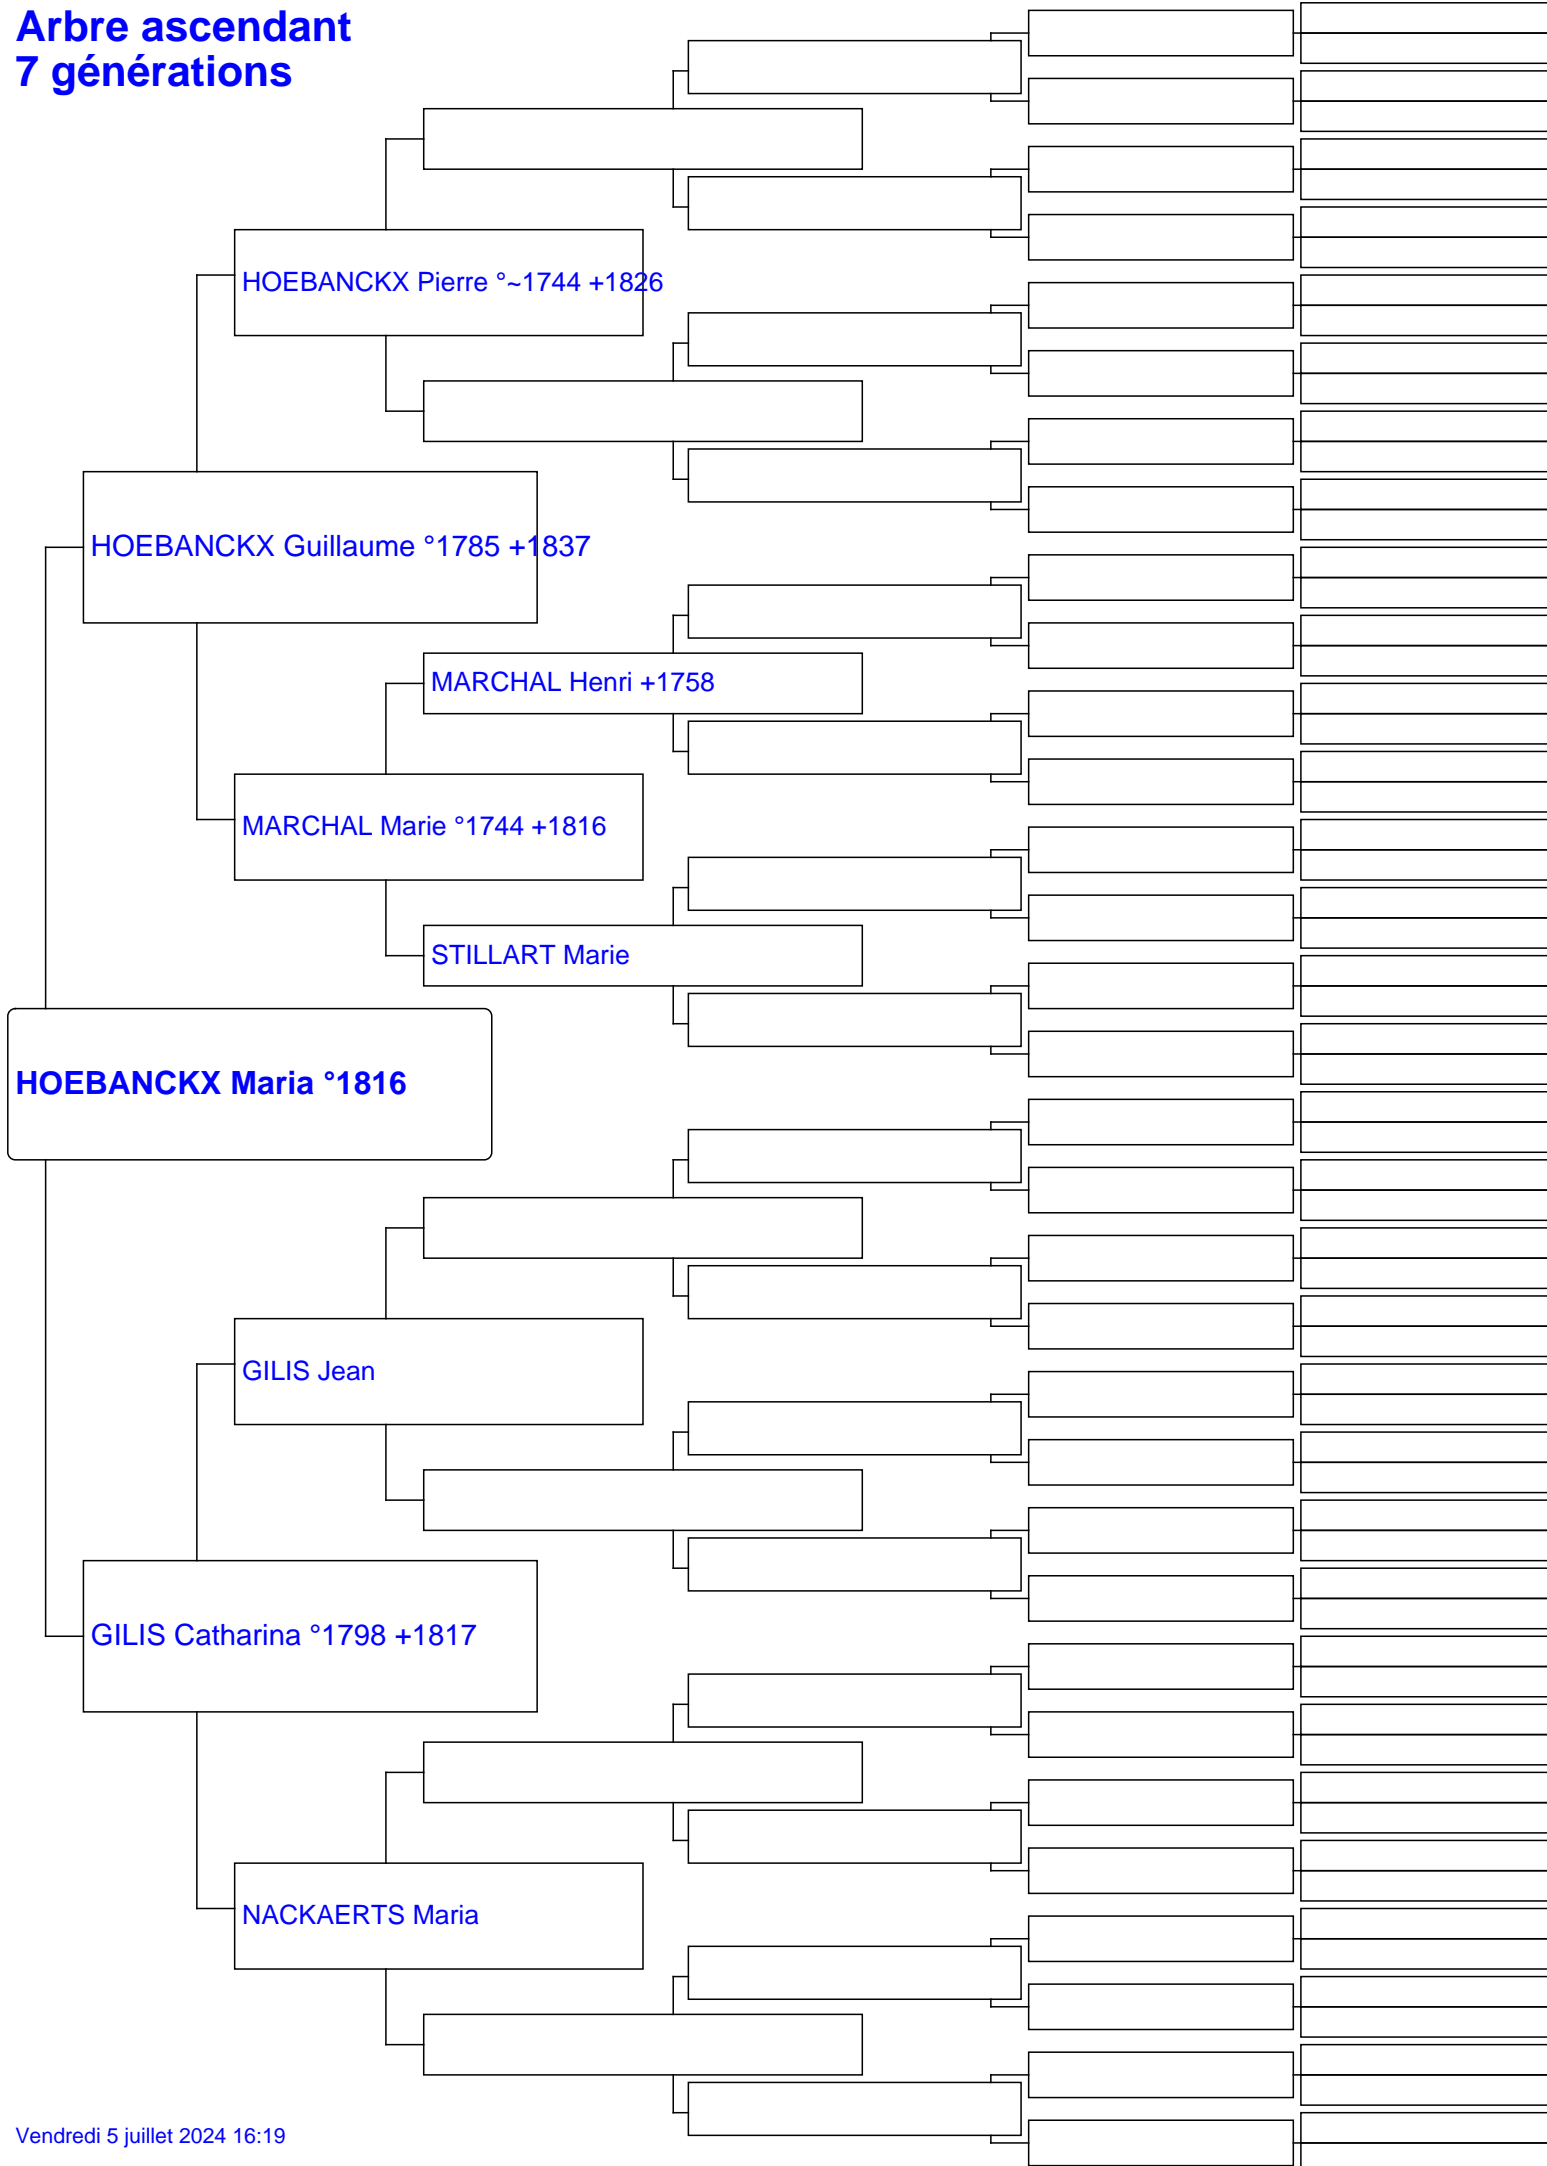 Arbre ascendant
7 générations
HOEBANCKX Pierre °~1744 +1826
HOEBANCKX Guillaume °1785 +1837
MARCHAL Henri +1758
MARCHAL Marie °1744 +1816
STILLART Marie
HOEBANCKX Maria °1816
GILIS Jean
GILIS Catharina °1798 +1817
NACKAERTS Maria
Vendredi 5 juillet 2024 16:19